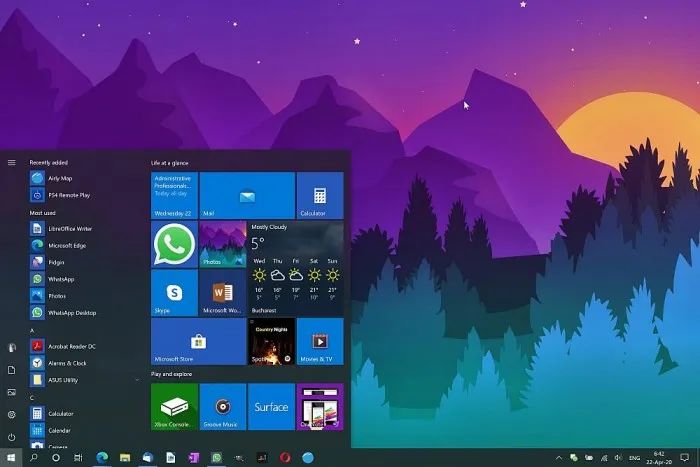 Recently added
Airly Map
PS4 Remote Play
Most used
LibreOffice Writer
Microsoft Edge
Pidgin
WhatsApp
Photos
WhatsApp Desktop
A
Acrobat Reader DC
Alarms & Clock
ASUS Utility
C
Calculator
Calendar
Camera
Life at a glance
Administrative
Professionals...
Today all-day
Wednesday 22
Mail
Calculator
Photos
Mostly Cloudy
5°
Wed Thu Fri Sat Sun
16° 16° 19° 21° 21°
5° 5° 7° 10° 9°
Bucharest
Skype
Microsoft Wo...
Microsoft Store
Country Nights
Spotify
Movies & TV
Play and explore
Xbox Console...
Groove Music
Surface
ENG
6:42
22-Apr-20